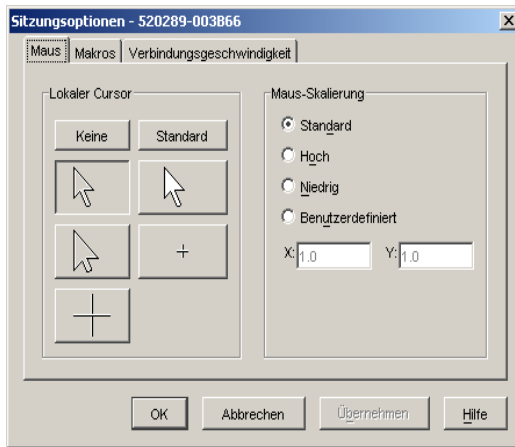 Sitzungsoptionen - 520289-003B66
Maus Makros Verbindungsgeschwindigkeit
Lokaler Cursor
Keine Standard
Maus-Skalierung
Standard
Hoch
Niedrig
Benutzerdefiniert
X: 1.0 Y: 1.0
OK Abbrechen Übernehmen Hilfe